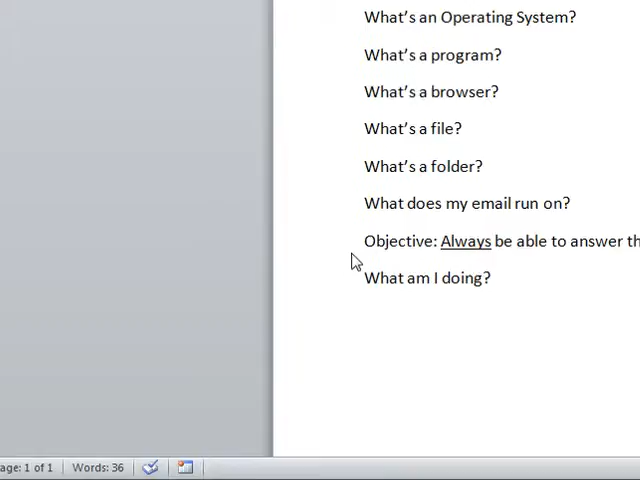 What's an Operating System?
What's a program?
What's a browser?
What's a file?
What's a folder?
What does my email run on?
Objective: Always be able to answer th
What am I doing?
age: 1 of 1 Words: 36